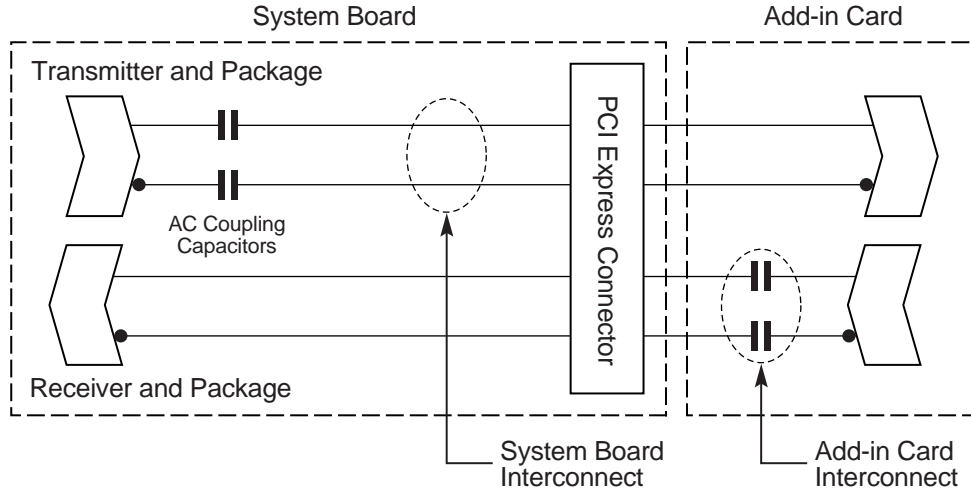 System Board
Add-in Card
Transmitter and Package
PCI Express Connector
AC Coupling
Capacitors
Receiver and Package
System Board
Interconnect
Add-in Card
Interconnect